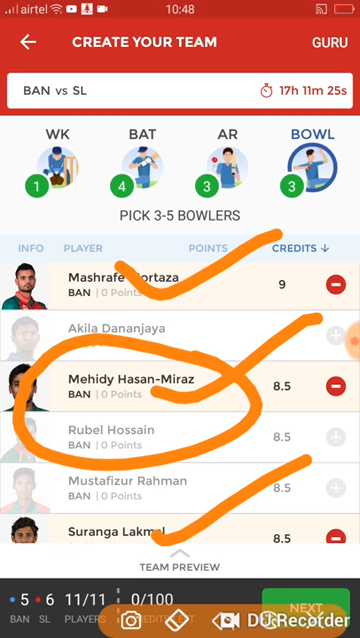 airtel 10:48
CREATE YOUR TEAM GURU
BAN vs SL 17h 11m 25s
WK BAT AR BOWL
1 4 3 3
PICK 3-5 BOWLERS
INFO PLAYER POINTS CREDITS ↓
Mashrafe Mortaza
BAN | 0 Points 9
Akila Dananjaya
BAN | 0 Points
Mehidy Hasan-Miraz
BAN | 0 Points 8.5
Rubel Hossain
BAN | 0 Points 8.5
Mustafizur Rahman
BAN | 0 Points 8.5
Suranga Lakmal
8.5
TEAM PREVIEW
5 6 11/11 0/100
BAN SL PLAYERS
NEXT
DU Recorder